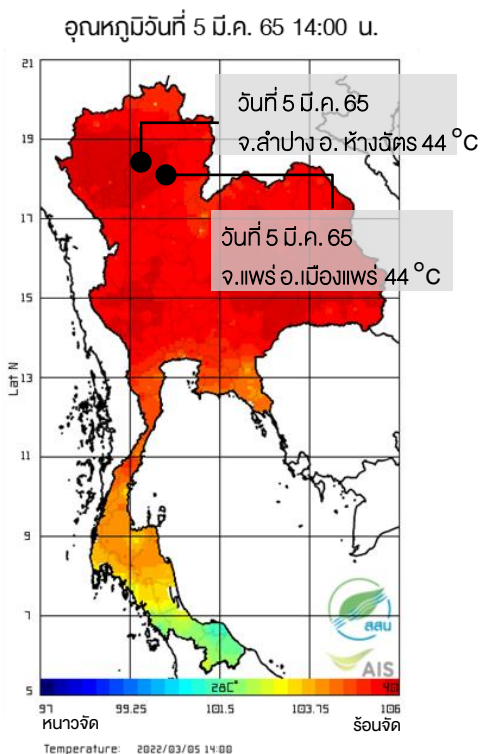 อุณหภูมิวันที่ 5 มี.ค. 65 14:00 น.
21
วันที่ 5 มี.ค. 65
จ.ลำปาง อ. ห้างฉัตร 44 °C
19
17
วันที่ 5 มี.ค. 65
จ.แพร่ อ.เมืองแพร่ 44 °C
15
Lat N
13
11
9
7
สสน
AIS
5
28C° 40
97 99.25 101.5 103.75 106
หนาวจัด ร้อนจัด
Temperature: 2022/03/05 14:00